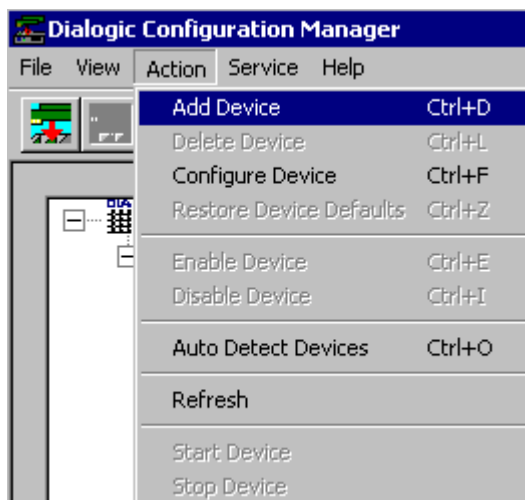 Dialogic Configuration Manager
File View Action Service Help
Add Device Ctrl+D
Delete Device Ctrl+L
Configure Device Ctrl+F
Restore Device Defaults Ctrl+Z
Enable Device Ctrl+E
Disable Device Ctrl+I
Auto Detect Devices Ctrl+O
Refresh
Start Device
Stop Device